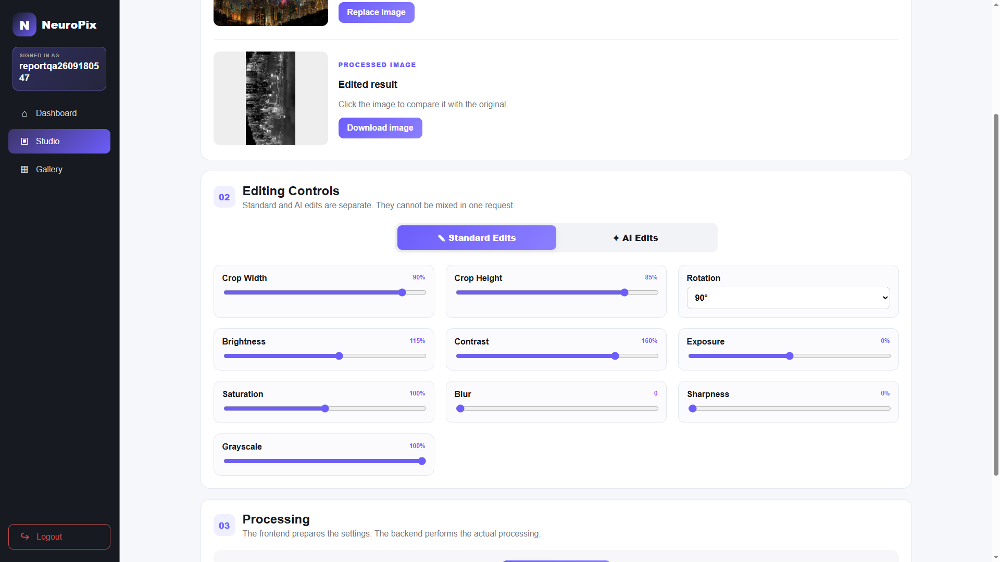 N NeuroPix
SIGNED IN AS
reportqa26091805
47
Dashboard
Studio
Gallery
Logout
Replace Image
PROCESSED IMAGE
Edited result
Click the image to compare it with the original.
Download image
02
Editing Controls
Standard and AI edits are separate. They cannot be mixed in one request.
Standard Edits
AI Edits
Crop Width 90%
Crop Height 85%
Rotation
90°
Brightness 115%
Contrast 160%
Exposure 0%
Saturation 100%
Blur 0
Sharpness 0%
Grayscale 100%
03
Processing
The frontend prepares the settings. The backend performs the actual processing.